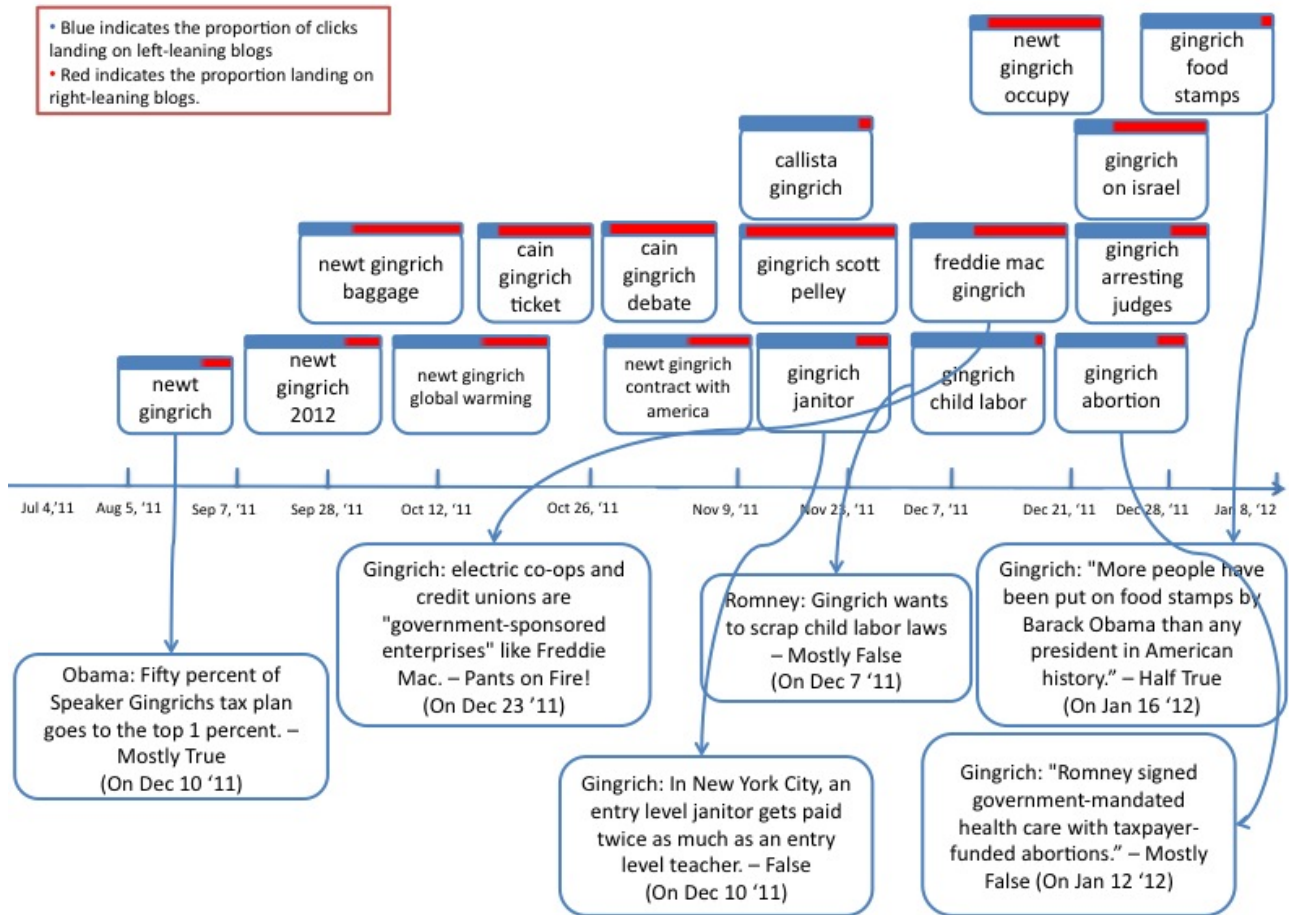 • Blue indicates the proportion of clicks
landing on left-leaning blogs
• Red indicates the proportion landing on
right-leaning blogs.
newt
gingrich
occupy
gingrich
food
stamps
callista
gingrich
gingrich
on israel
newt gingrich
baggage
cain
gingrich
ticket
cain
gingrich
debate
gingrich scott
pelley
freddie mac
gingrich
gingrich
arresting
judges
newt
gingrich
newt
gingrich
2012
newt gingrich
global warming
newt gingrich
contract with
america
gingrich
janitor
gingrich
child labor
gingrich
abortion
Jul 4,'11 Aug 5, '11 Sep 7, '11 Sep 28, '11 Oct 12, '11 Oct 26, '11 Nov 9, '11 Nov 23, '11 Dec 7, '11 Dec 21, '11 Dec 28, '11 Jan 8, '12
Obama: Fifty percent of
Speaker Gingrichs tax plan
goes to the top 1 percent. –
Mostly True
(On Dec 10 '11)
Gingrich: electric co-ops and
credit unions are
"government-sponsored
enterprises" like Freddie
Mac. – Pants on Fire!
(On Dec 23 '11)
Gingrich: In New York City, an
entry level janitor gets paid
twice as much as an entry
level teacher. – False
(On Dec 10 '11)
Romney: Gingrich wants
to scrap child labor laws
– Mostly False
(On Dec 7 '11)
Gingrich: "More people have
been put on food stamps by
Barack Obama than any
president in American
history.” – Half True
(On Jan 16 '12)
Gingrich: "Romney signed
government-mandated
health care with taxpayer-
funded abortions.” – Mostly
False (On Jan 12 '12)